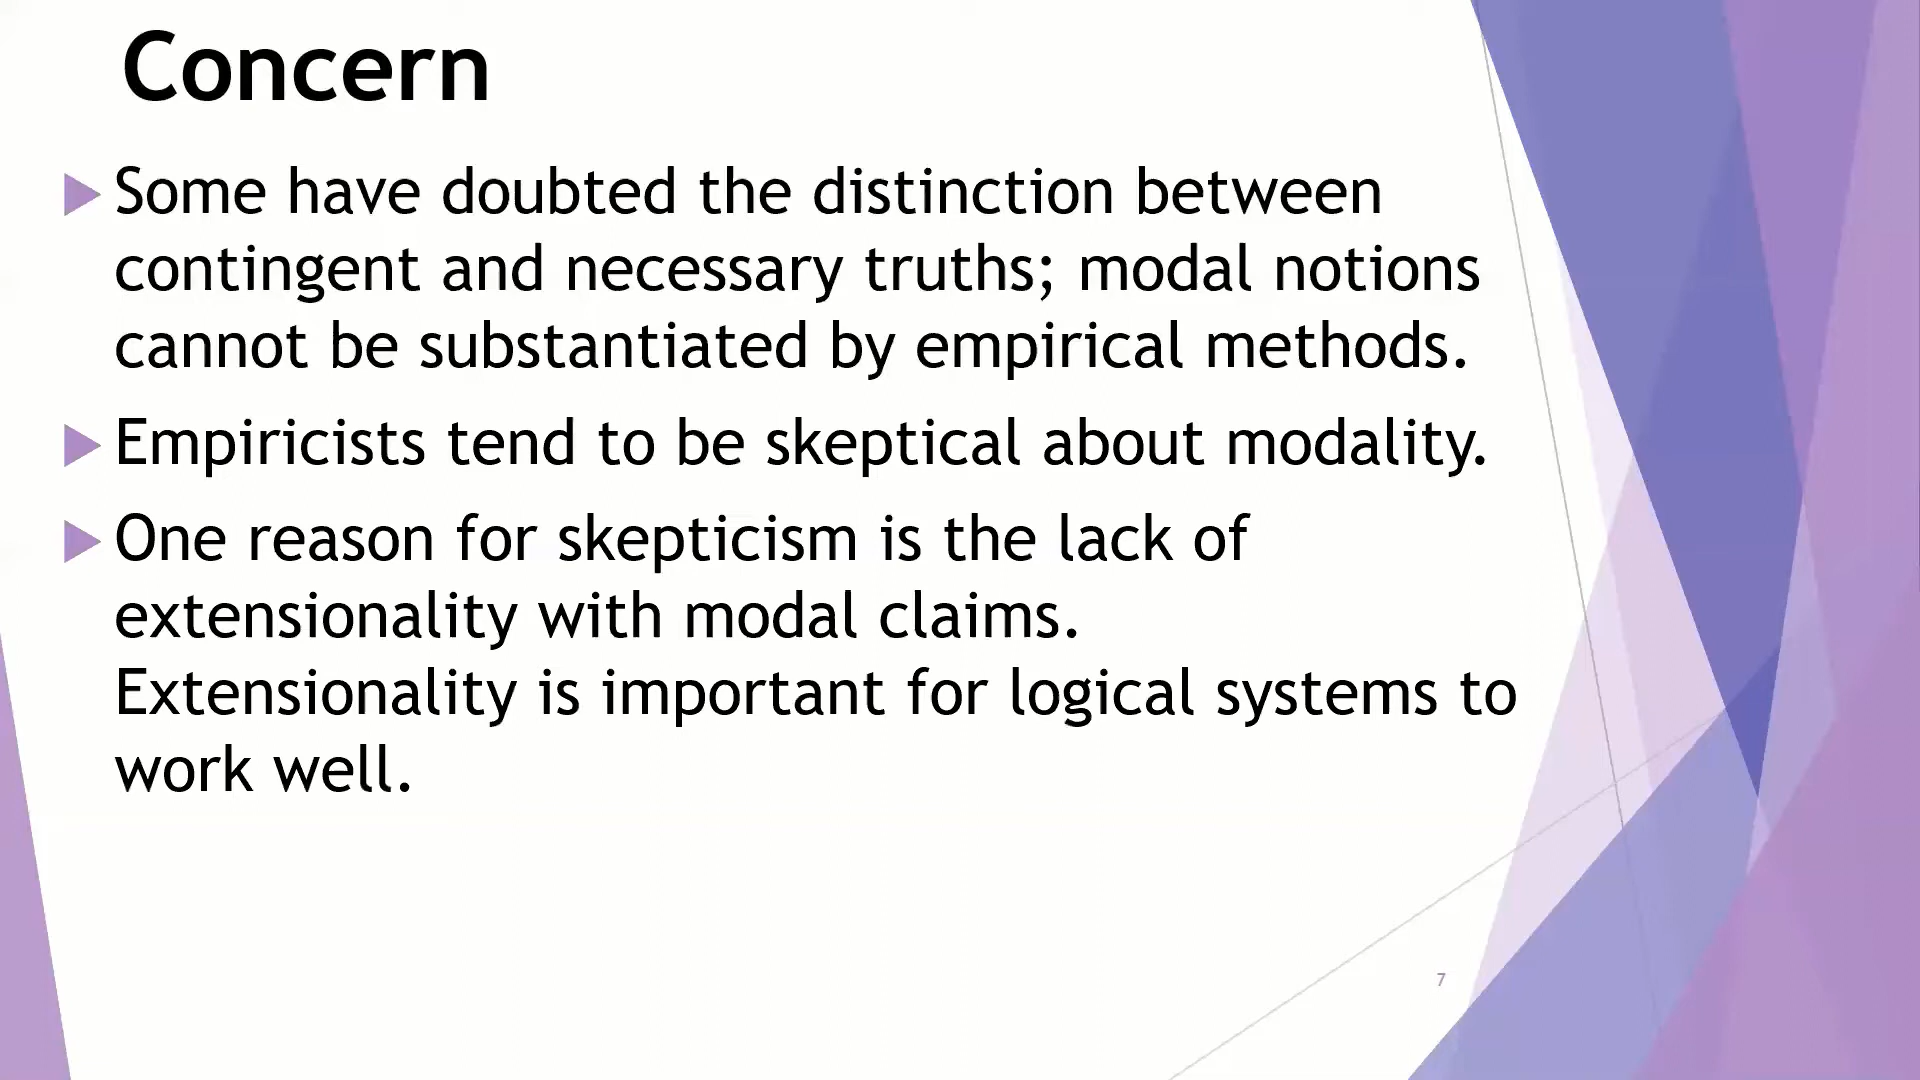 Concern
Some have doubted the distinction between
contingent and necessary truths; modal notions
cannot be substantiated by empirical methods.
Empiricists tend to be skeptical about modality.
One reason for skepticism is the lack of
extensionality with modal claims.
Extensionality is important for logical systems to
work well.
7